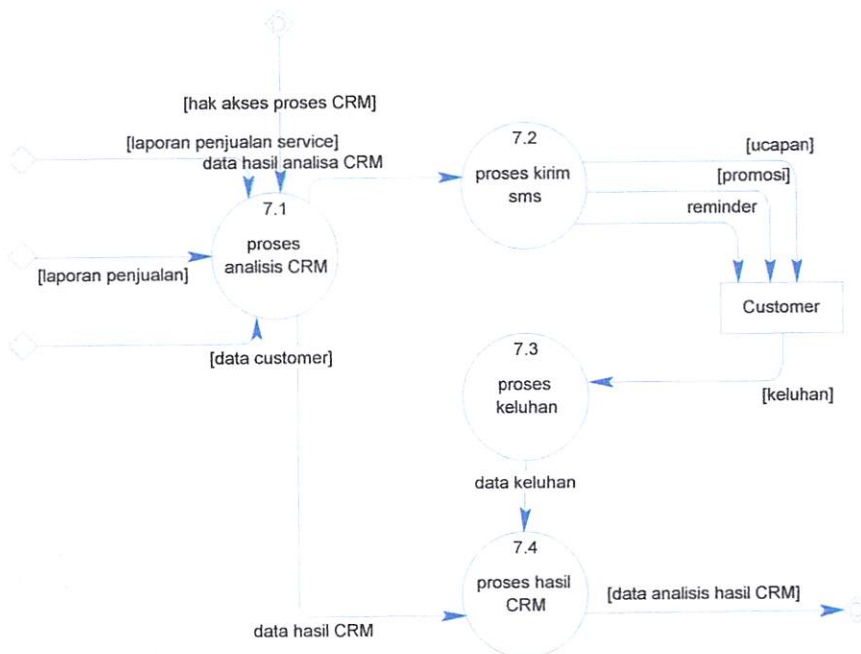 [hak akses proses CRM]
[laporan penjualan service]
data hasil analisa CRM
7.1
proses
analisis CRM
[laporan penjualan]
[data customer]
7.2
proses kirim
sms
[ucapan]
[promosi]
reminder
Customer
7.3
proses
keluhan
[keluhan]
data keluhan
7.4
proses hasil
CRM
[data analisis hasil CRM]
data hasil CRM